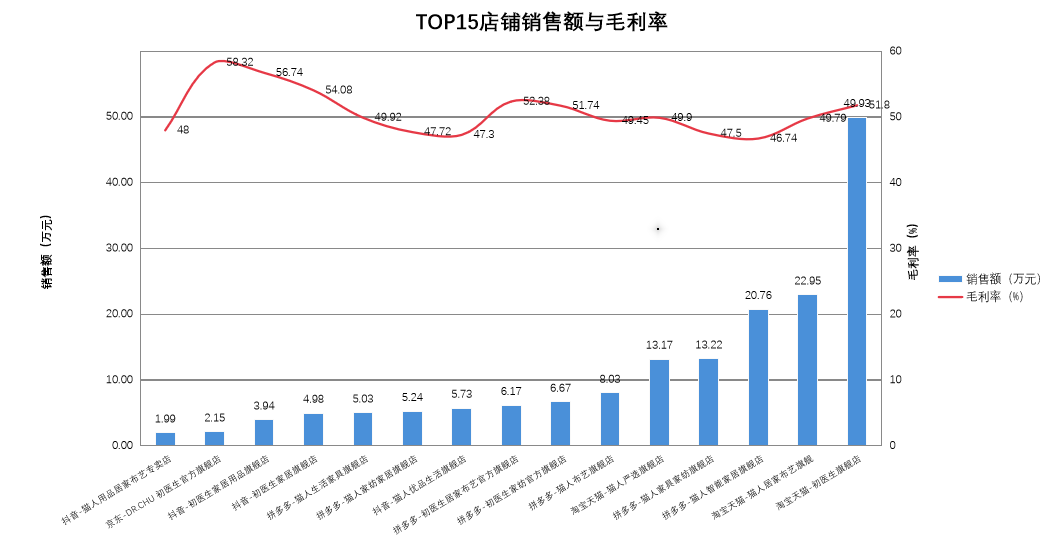 TOP15店铺销售额与毛利率
60
50.00
40.00
30.00
20.00
10.00
0.00
50
40
30
20
10
0
销售额（万元）
毛利率（%）
48
58.32
56.74
54.08
49.92
47.72
47.3
52.38
51.74
49.45
49.9
47.5
46.74
49.79
51.8
1.99
2.15
3.94
4.98
5.03
5.24
5.73
6.17
6.67
8.03
13.17
13.22
20.76
22.95
49.93
抖音-猫人用品居家布艺专卖店
京东-DR.CHU 初医生官方旗舰店
抖音-初医生家居用品旗舰店
抖音-初医生家居旗舰店
拼多多-猫人生活家具旗舰店
拼多多-猫人家纺家居旗舰店
抖音-猫人优品生活旗舰店
拼多多-初医生居家布艺官方旗舰店
拼多多-初医生家纺官方旗舰店
拼多多-猫人布艺旗舰店
淘宝天猫-猫人严选旗舰店
拼多多-猫人家具家纺旗舰店
拼多多-猫人智能家居旗舰店
淘宝天猫-猫人居家布艺旗舰
淘宝天猫-初医生旗舰店
销售额（万元）
毛利率（%）